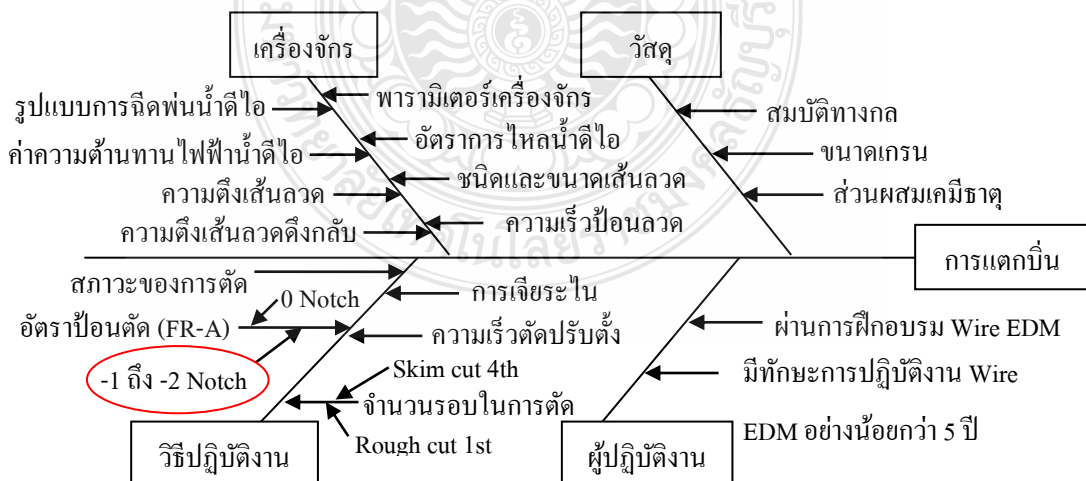 เครื่องจักร
วัสดุ
รูปแบบการฉีดพ่นน้ำดีไอ
พารามิเตอร์เครื่องจักร
สมบัติทางกล
ค่าความต้านทานไฟฟ้าน้ำดีไอ
อัตราการไหลน้ำดีไอ
ขนาดเกรน
ความตึงเส้นลวด
ชนิดและขนาดเส้นลวด
ส่วนผสมเคมีธาตุ
ความตึงเส้นลวดดึงกลับ
ความเร็วป้อนลวด
การแตกบิ่น
สภาวะของการตัด
การเจียระไน
0 Notch
อัตราป้อนตัด (FR-A)
ความเร็วตัดปรับตั้ง
ผ่านการฝึกอบรม Wire EDM
-1 ถึง -2 Notch
Skim cut 4th
มีทักษะการปฏิบัติงาน Wire
จำนวนรอบในการตัด
EDM อย่างน้อยกว่า 5 ปี
Rough cut 1st
วิธีปฏิบัติงาน
ผู้ปฏิบัติงาน